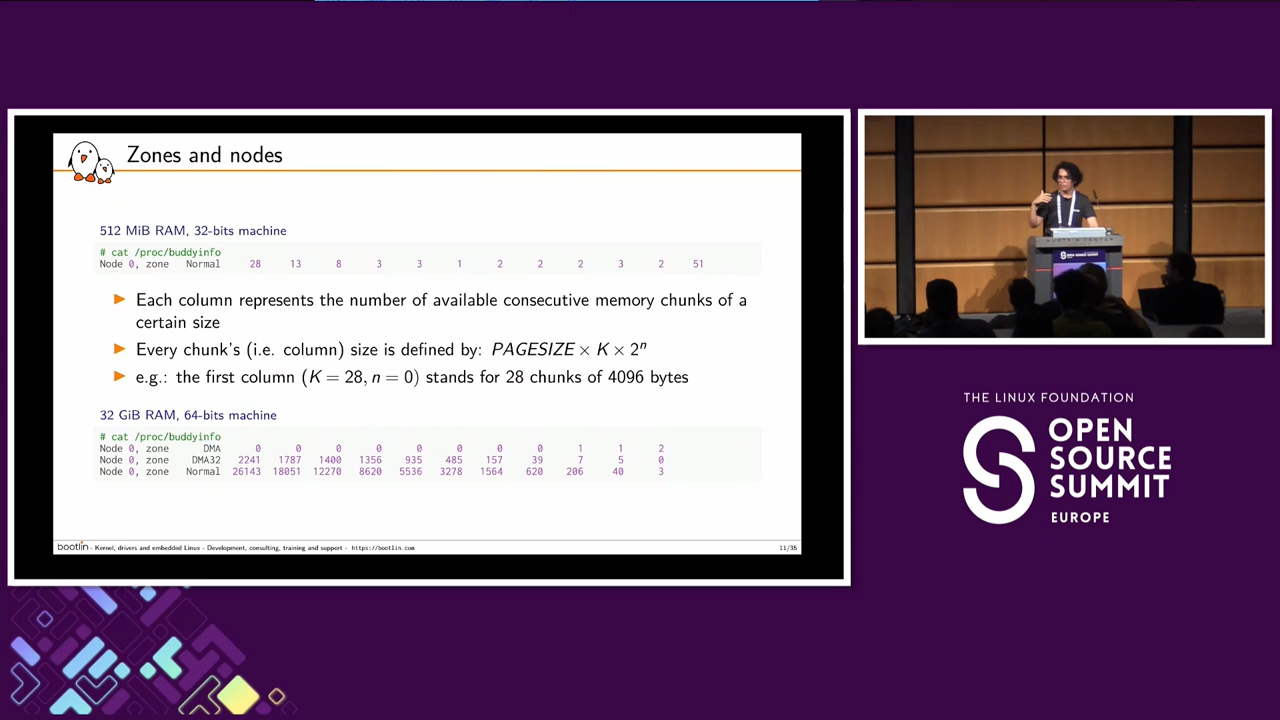 Zones and nodes
512 MiB RAM, 32-bits machine
# cat /proc/buddyinfo
Node 0, zone Normal 28 13 8 3 3 1 2 2 2 3 2 51
▶ Each column represents the number of available consecutive memory chunks of a
certain size
▶ Every chunk's (i.e. column) size is defined by: PAGESIZE × K × 2ⁿ
▶ e.g.: the first column (K = 28, n = 0) stands for 28 chunks of 4096 bytes
32 GiB RAM, 64-bits machine
# cat /proc/buddyinfo
Node 0, zone DMA 0 0 0 0 0 0 0 0 1 1 2
Node 0, zone DMA32 2241 1787 1400 1356 935 485 157 39 7 5 0
Node 0, zone Normal 26143 18051 12270 8620 5536 3278 1564 620 206 40 3
bootlin - Kernel, drivers and embedded Linux - Development, consulting, training and support - https://bootlin.com
11/35
THE LINUX FOUNDATION
OPEN
SOURCE
SUMMIT
EUROPE